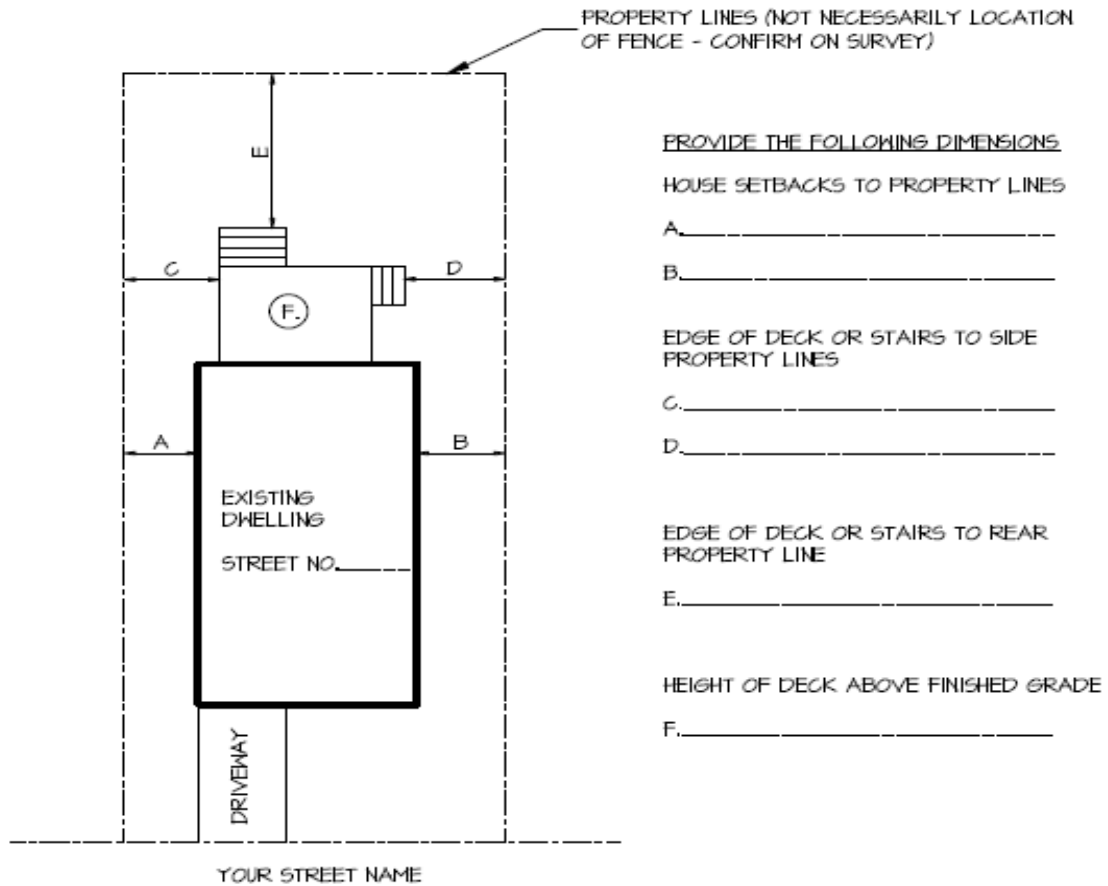 PROPERTY LINES (NOT NECESSARILY LOCATION
OF FENCE - CONFIRM ON SURVEY)
E
C
D
F.
A
B
EXISTING
DWELLING
STREET NO.
DRIVEWAY
YOUR STREET NAME
PROVIDE THE FOLLOWING DIMENSIONS
HOUSE SETBACKS TO PROPERTY LINES
A.
B.
EDGE OF DECK OR STAIRS TO SIDE
PROPERTY LINES
C.
D.
EDGE OF DECK OR STAIRS TO REAR
PROPERTY LINE
E.
HEIGHT OF DECK ABOVE FINISHED GRADE
F.